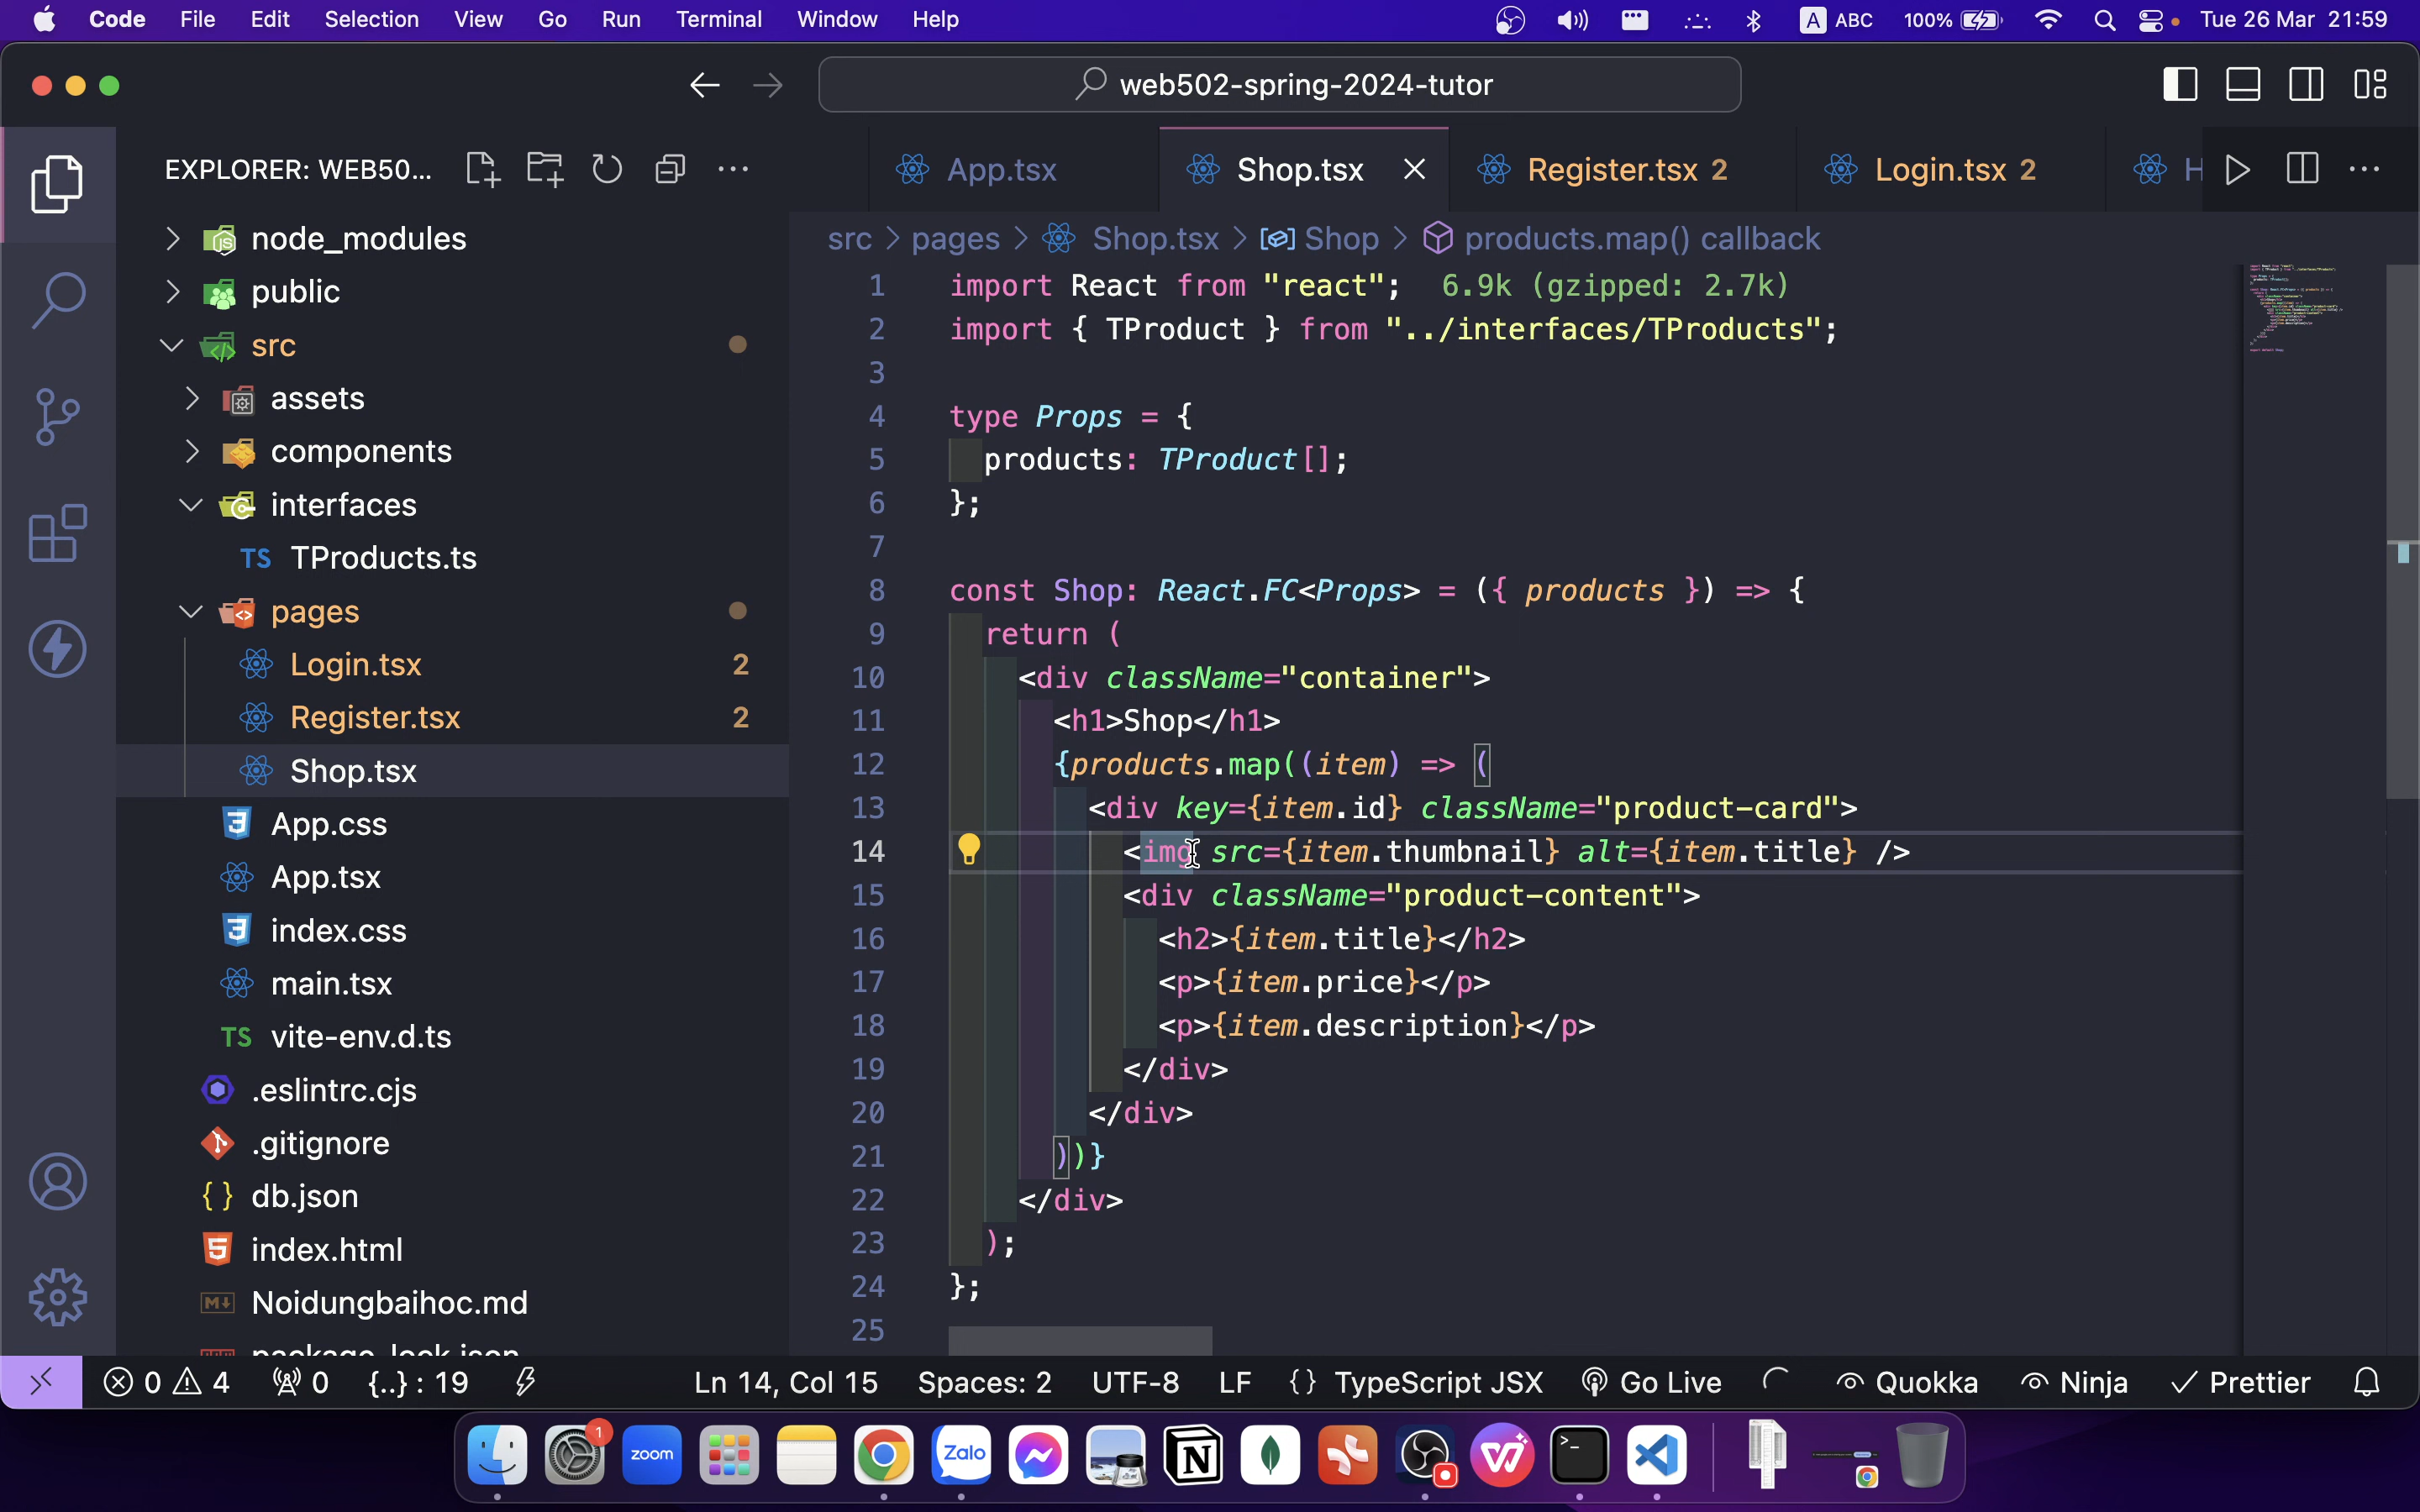 Code File Edit Selection View Go Run Terminal Window Help A ABC 100% Tue 26 Mar 21:59
web502-spring-2024-tutor
EXPLORER: WEB50...
App.tsx
Shop.tsx
Register.tsx 2
Login.tsx 2
H
src > pages > Shop.tsx > Shop > products.map() callback
node_modules
public
src
assets
components
interfaces
TS TProducts.ts
pages
Login.tsx 2
Register.tsx 2
Shop.tsx
App.css
App.tsx
index.css
main.tsx
TS vite-env.d.ts
.eslintrc.cjs
.gitignore
{ } db.json
index.html
M↓ Noidungbaihoc.md
1 import React from "react"; 6.9k (gzipped: 2.7k)
2 import { TProduct } from "../interfaces/TProducts";
3
4 type Props = {
5 products: TProduct[];
6 };
7
8 const Shop: React.FC<Props> = ({ products }) => {
9 return (
10 <div className="container">
11 <h1>Shop</h1>
12 {products.map((item) => (
13 <div key={item.id} className="product-card">
14 <img src={item.thumbnail} alt={item.title} />
15 <div className="product-content">
16 <h2>{item.title}</h2>
17 <p>{item.price}</p>
18 <p>{item.description}</p>
19 </div>
20 </div>
21 ))}
22 </div>
23 );
24 };
25
0 4 0 {..} : 19 Ln 14, Col 15 Spaces: 2 UTF-8 LF {} TypeScript JSX Go Live Quokka Ninja Prettier
1
zoom
Zalo